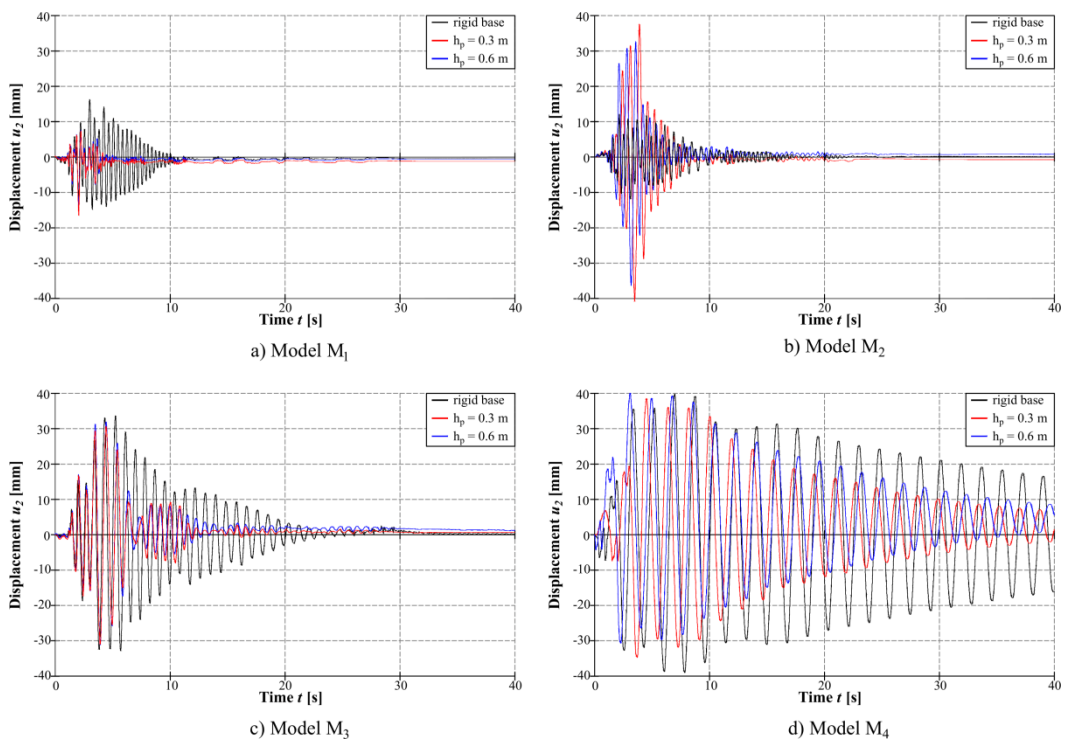 40
30
20
10
0
-10
-20
-30
-40
Displacement u₂ [mm]
rigid base
hₚ = 0.3 m
hₚ = 0.6 m
0 10 20 30 40
Time t [s]
a) Model M₁
40
30
20
10
0
-10
-20
-30
-40
Displacement u₂ [mm]
rigid base
hₚ = 0.3 m
hₚ = 0.6 m
0 10 20 30 40
Time t [s]
b) Model M₂
40
30
20
10
0
-10
-20
-30
-40
Displacement u₂ [mm]
rigid base
hₚ = 0.3 m
hₚ = 0.6 m
0 10 20 30 40
Time t [s]
c) Model M₃
40
30
20
10
0
-10
-20
-30
-40
Displacement u₂ [mm]
rigid base
hₚ = 0.3 m
hₚ = 0.6 m
0 10 20 30 40
Time t [s]
d) Model M₄